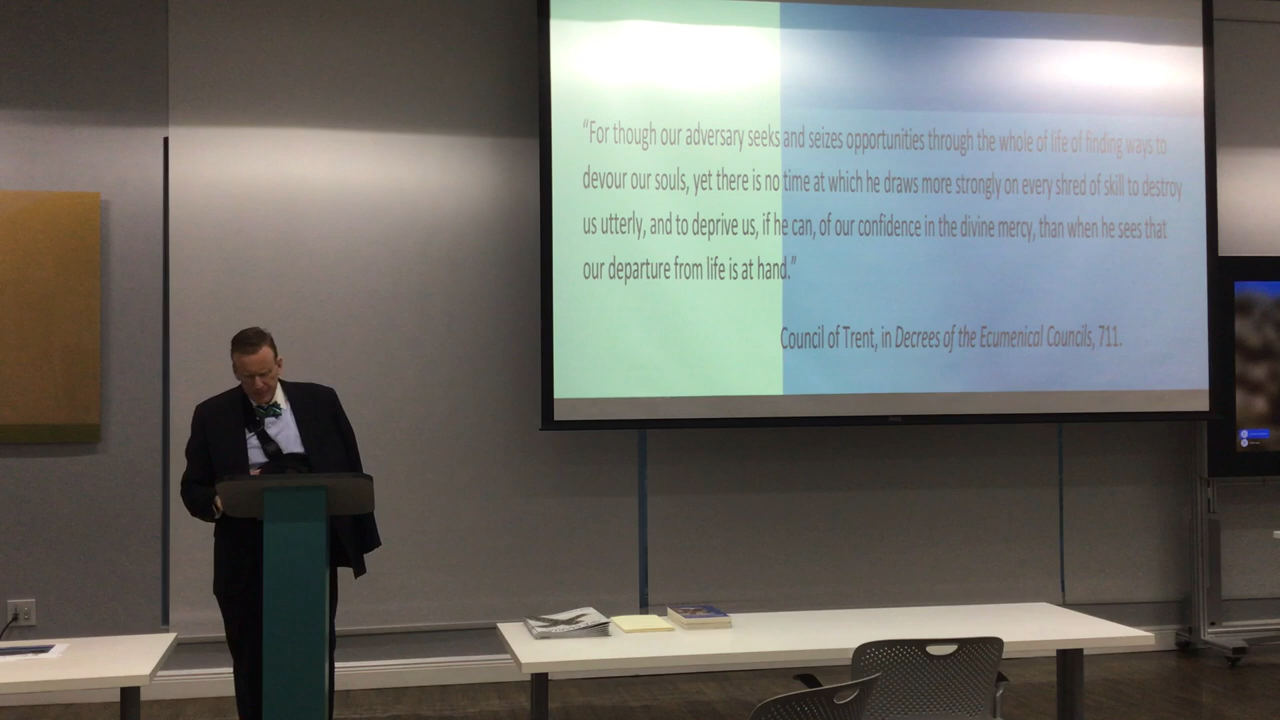 “For though our adversary seeks and seizes opportunities through the whole of life of finding ways to
devour our souls, yet there is no time at which he draws more strongly on every shred of skill to destroy
us utterly, and to deprive us, if he can, of our confidence in the divine mercy, than when he sees that
our departure from life is at hand.”
Council of Trent, in Decrees of the Ecumenical Councils, 711.